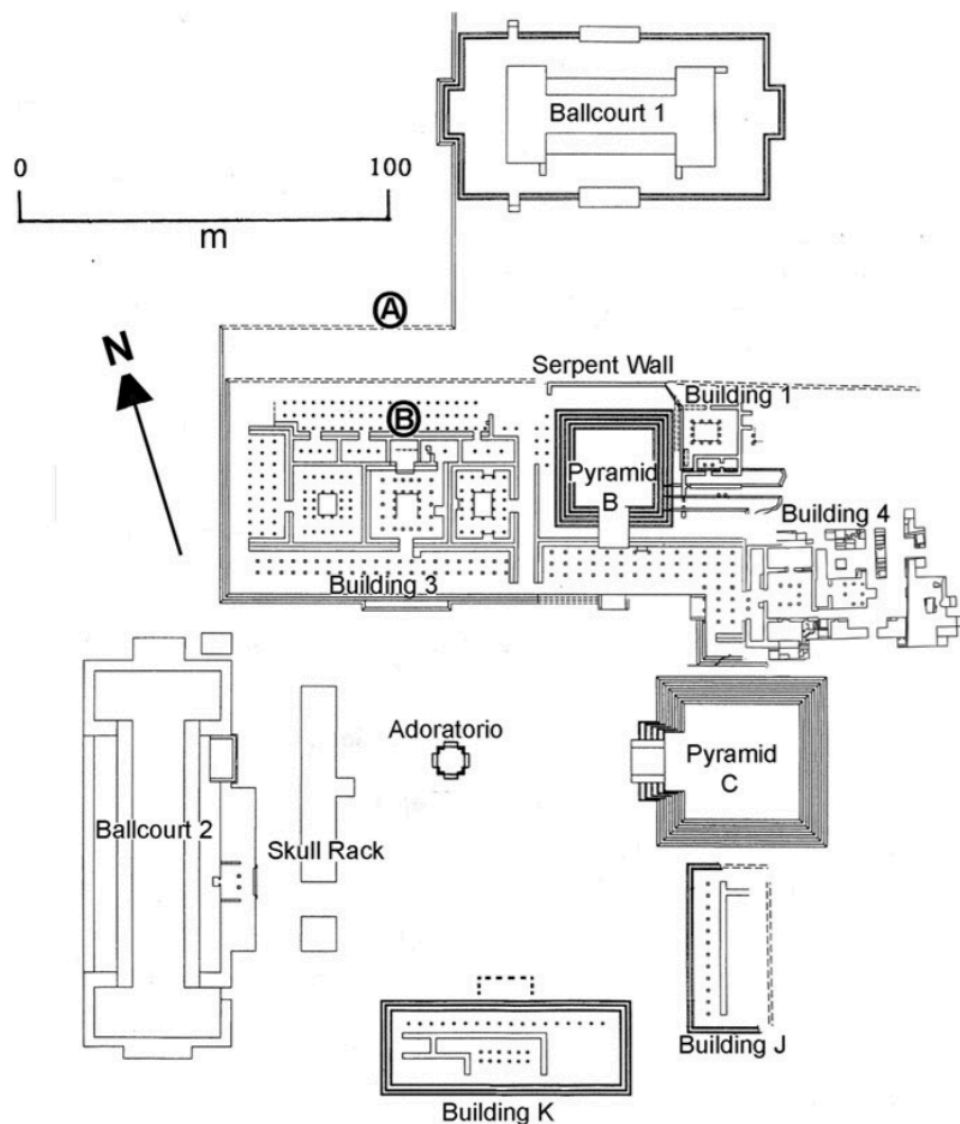 Ballcourt 1
0 100
m
A
N
Serpent Wall
Building 1
B
Pyramid
B
Building 4
Building 3
Adoratorio
Pyramid
C
Ballcourt 2
Skull Rack
Building J
Building K